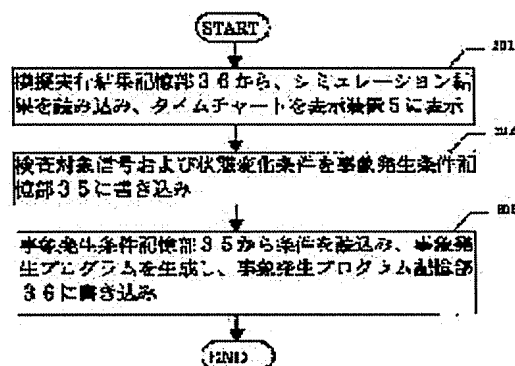 START
201
模擬実行結果記憶部36から、シミュレーション結
果を読み込み、タイムチャートを表示装置5に表示
検査対象信号および状態変化条件を事象発生条件記
憶部35に書き込み
事象発生条件記憶部35から条件を読込み、事象発
生プログラムを生成し、事象発生プログラム記憶部
36に書き込み
END